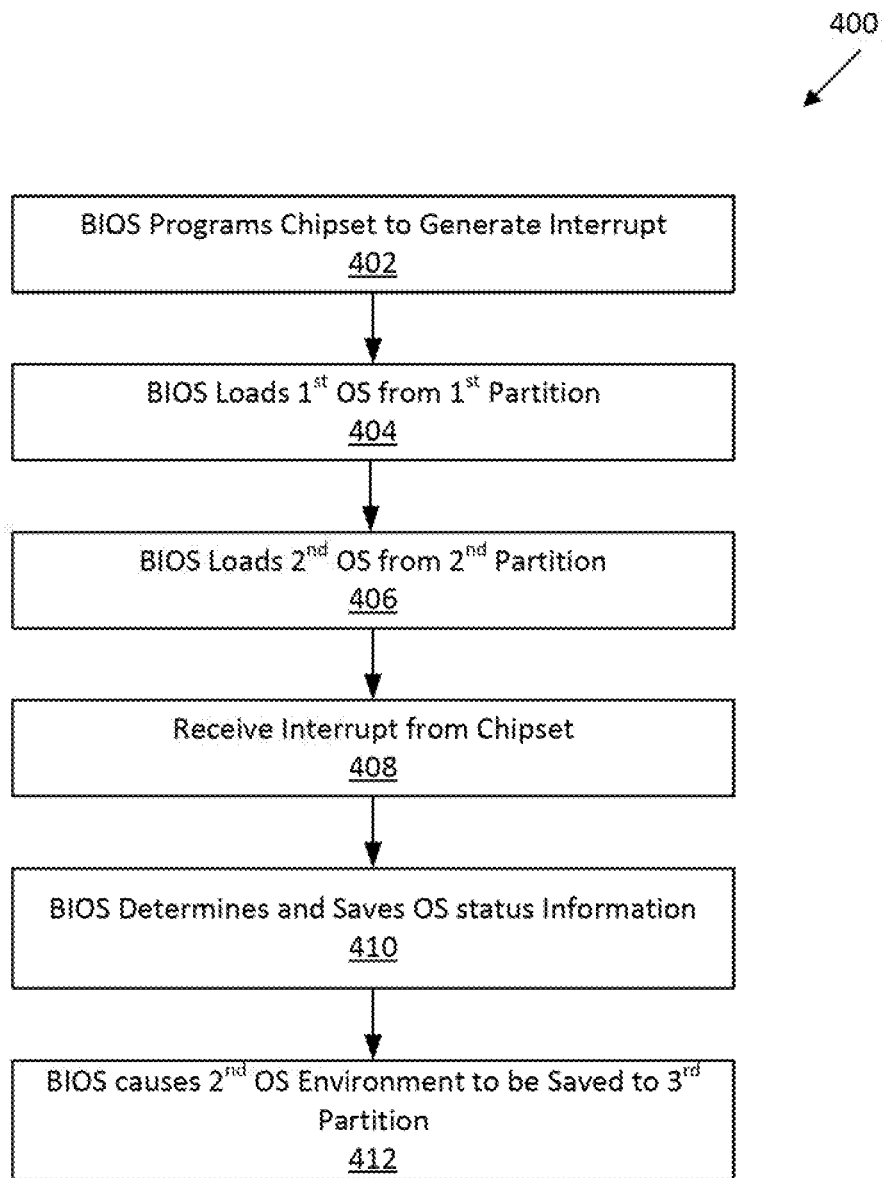 400
BIOS Programs Chipset to Generate Interrupt
402
BIOS Loads 1st OS from 1st Partition
404
BIOS Loads 2nd OS from 2nd Partition
406
Receive Interrupt from Chipset
408
BIOS Determines and Saves OS status Information
410
BIOS causes 2nd OS Environment to be Saved to 3rd
Partition
412